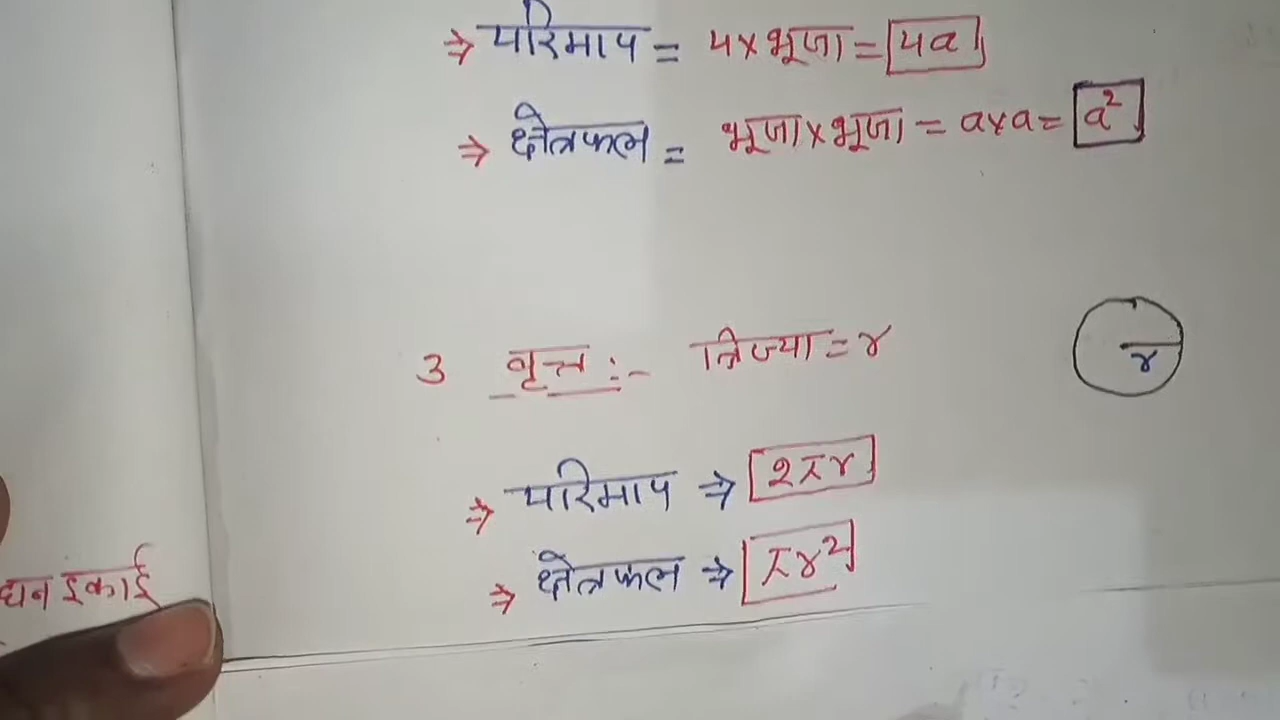 ⇒ परिमाप = 4 × भूजा = 4a
⇒ क्षेत्रफल = भूजा × भूजा = a × a = a²
3 वृत्त :- त्रिज्या = r
r
⇒ परिमाप ⇒ 2πr
⇒ क्षेत्रफल ⇒ πr²
घन इकाई